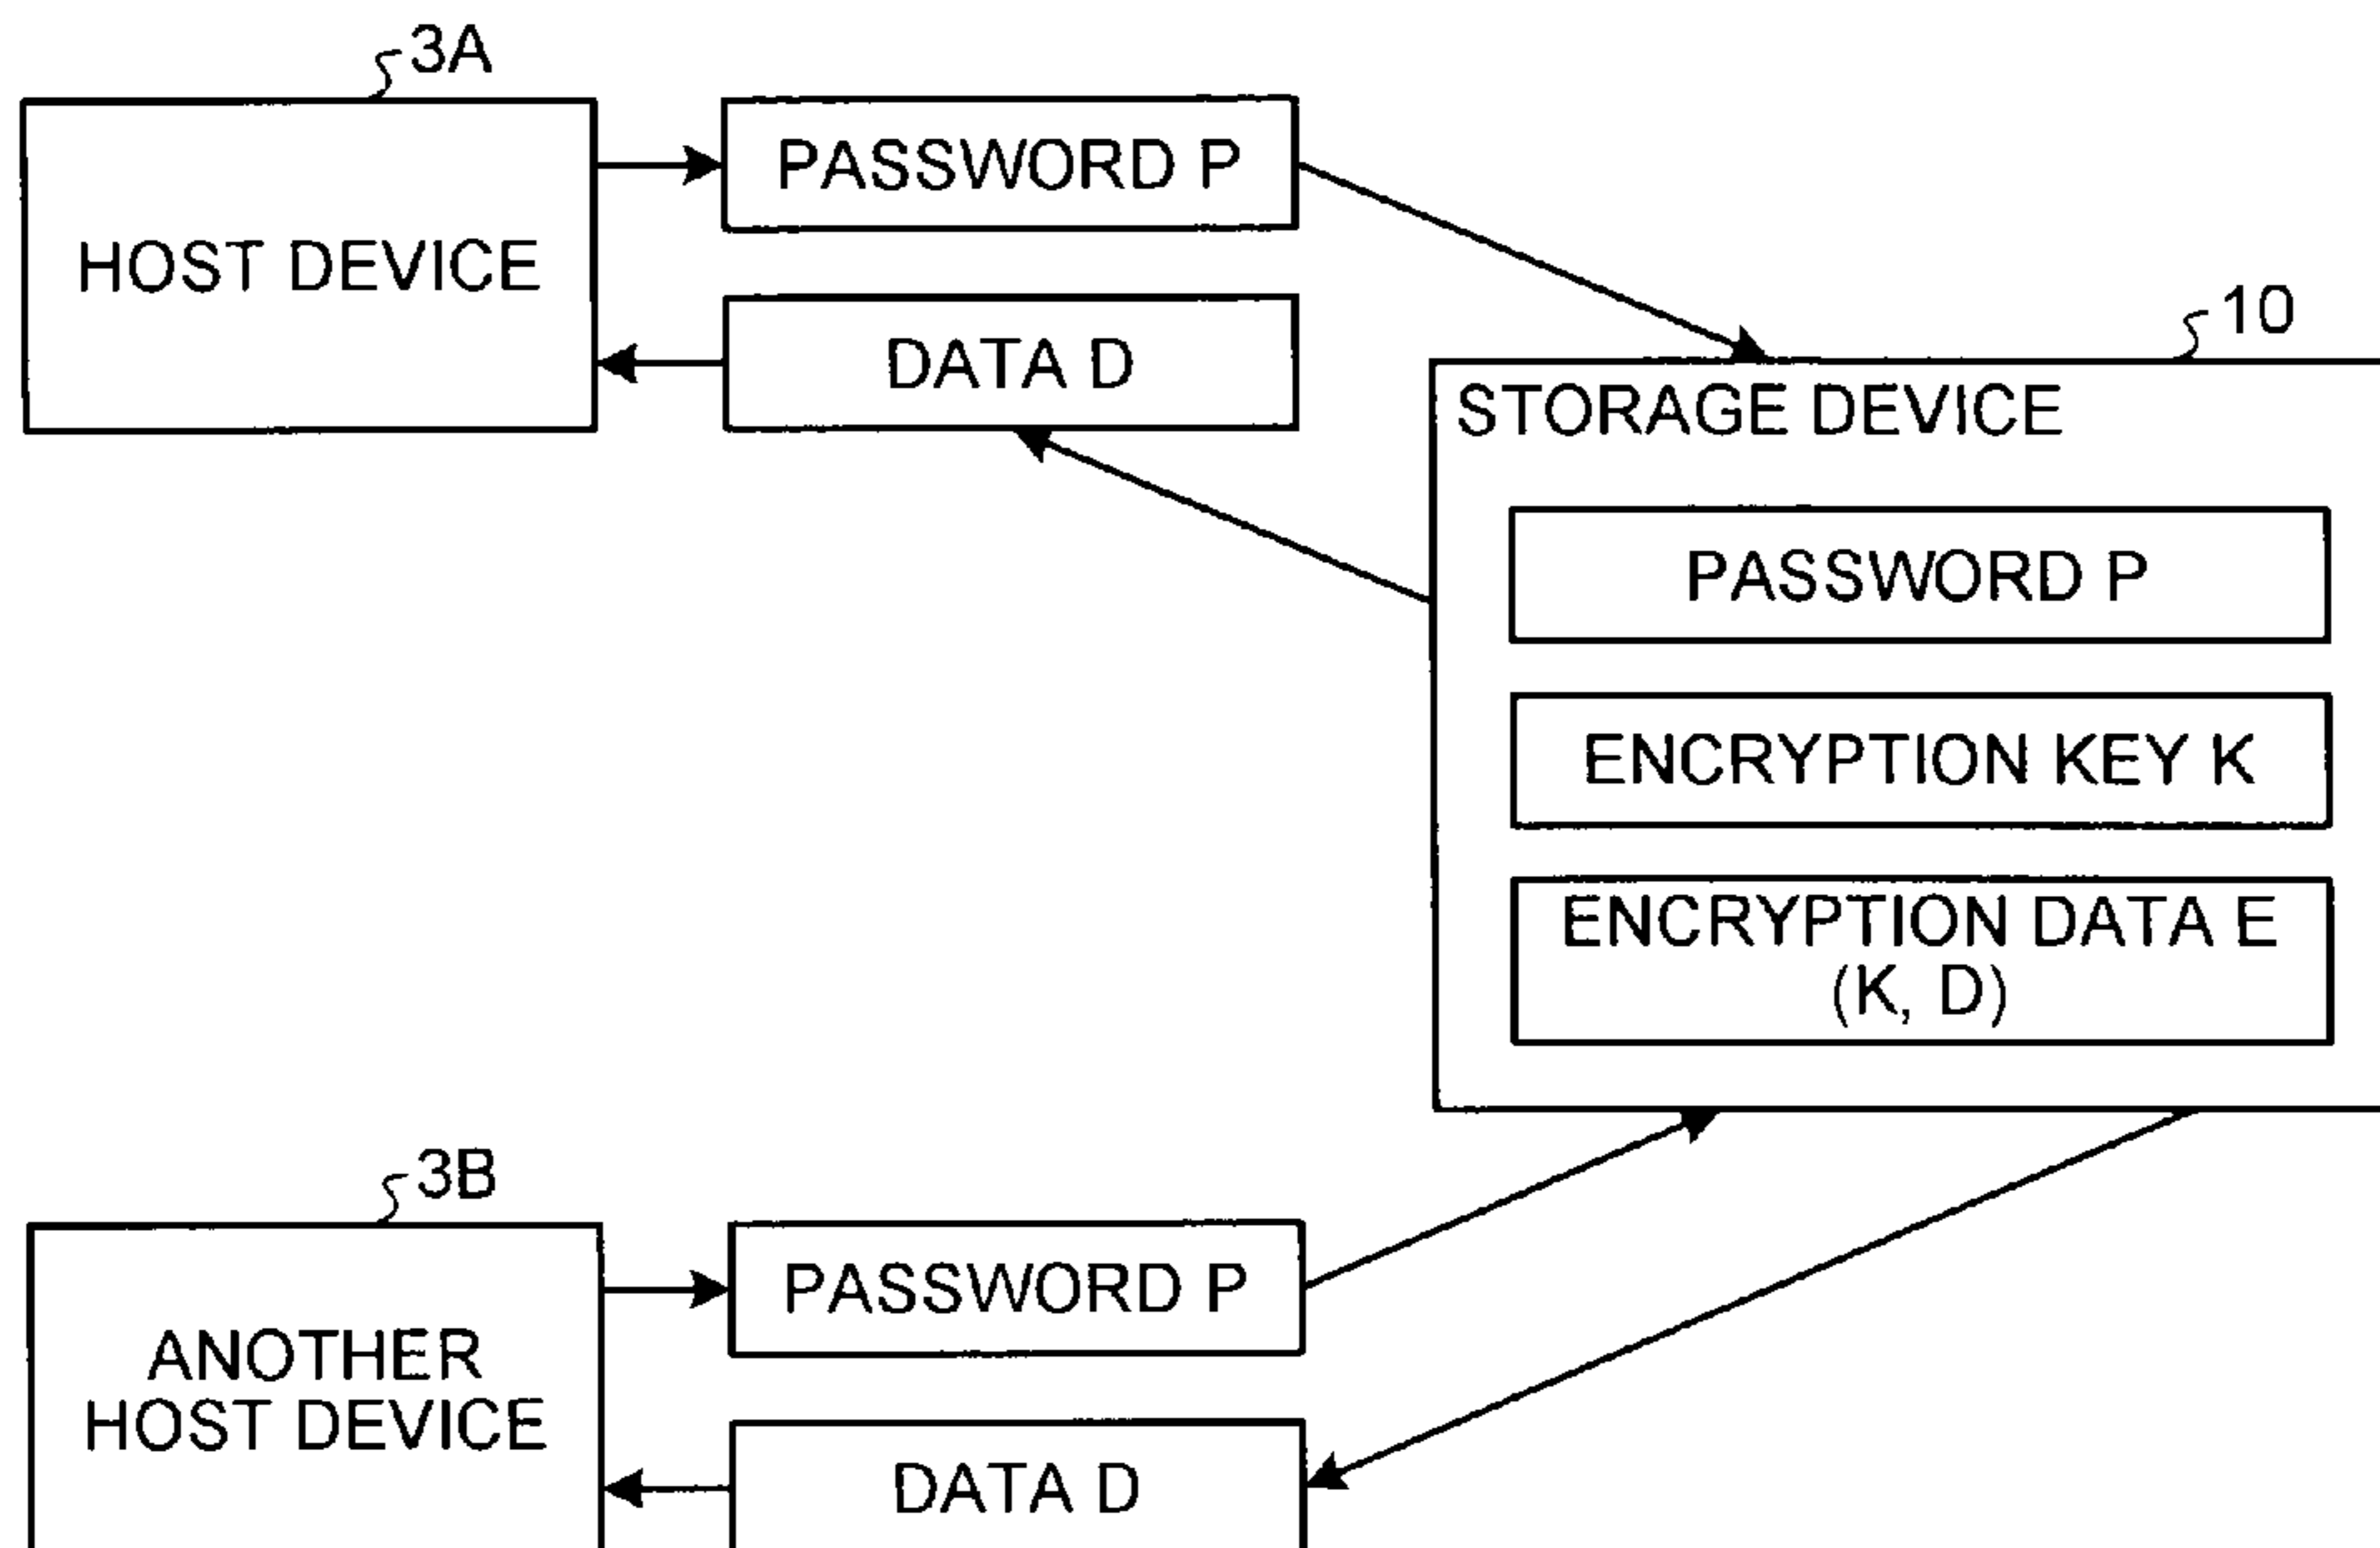 3A
HOST DEVICE
PASSWORD P
DATA D
10
STORAGE DEVICE
PASSWORD P
ENCRYPTION KEY K
ENCRYPTION DATA E
(K, D)
3B
ANOTHER
HOST DEVICE
PASSWORD P
DATA D